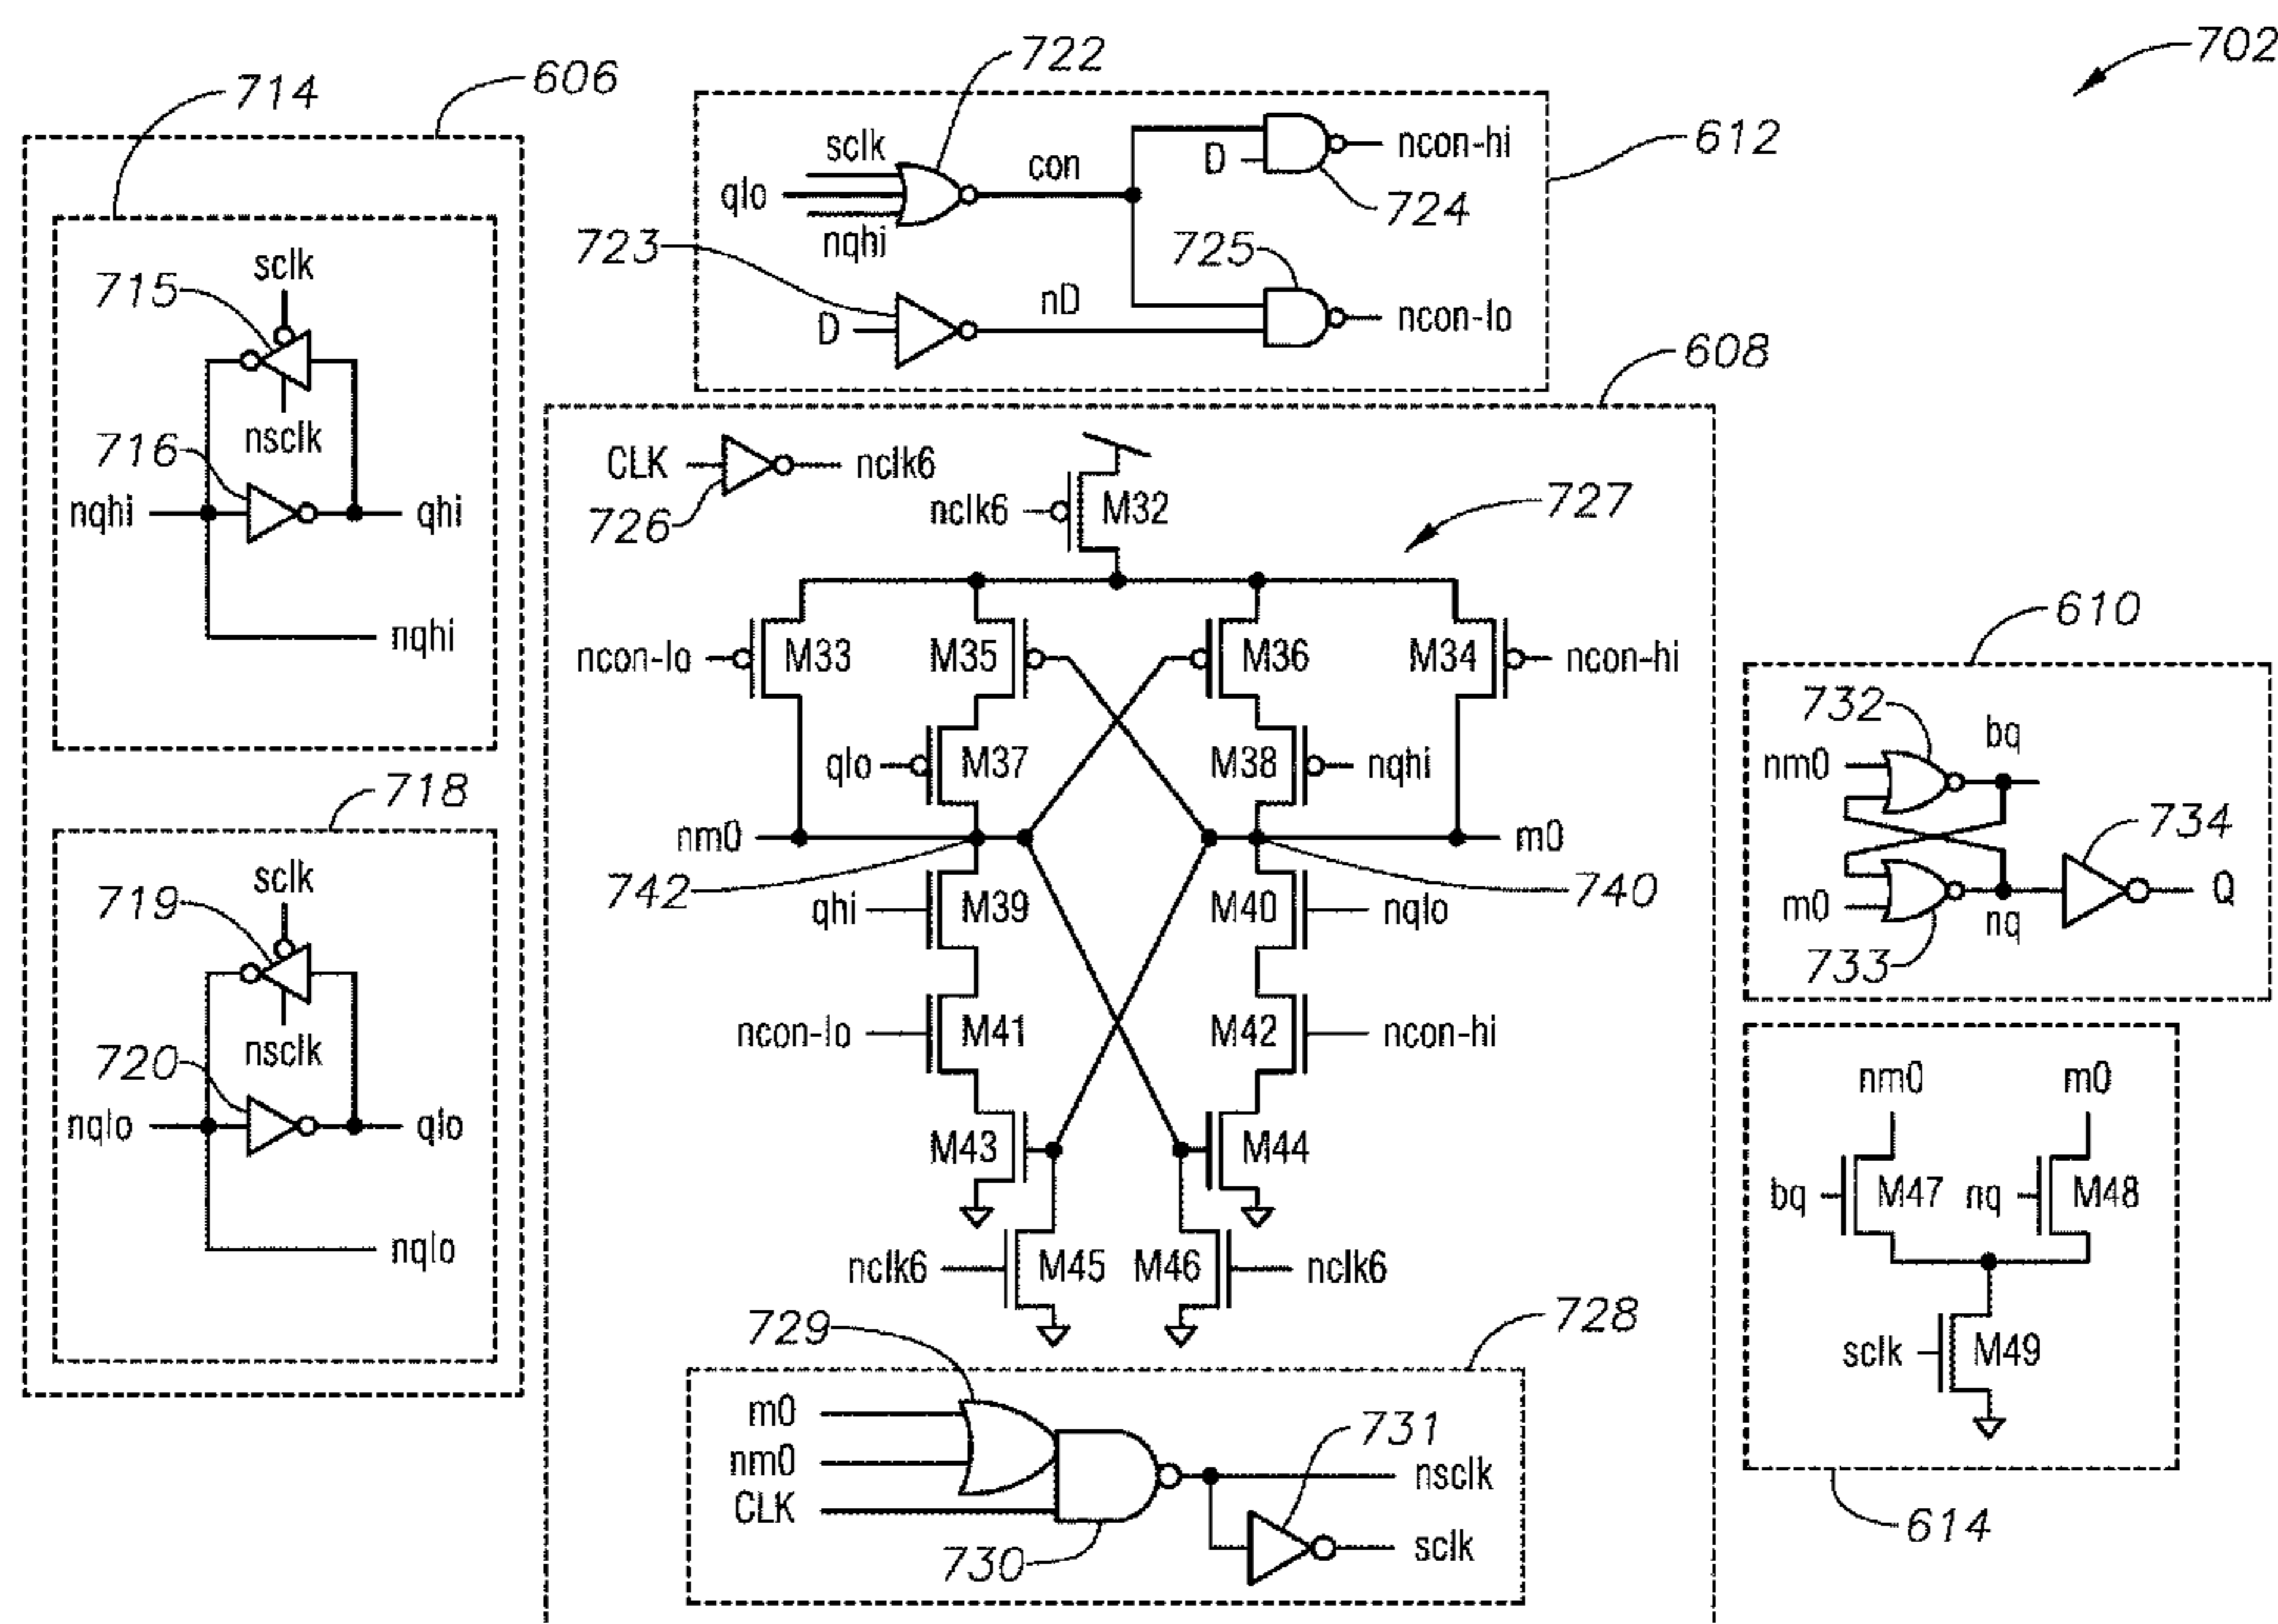 702
606
714
sclk
715
nsclk
716
nqhi
qhi
nqhi
718
sclk
719
nsclk
720
nqlo
qlo
nqlo
722
sclk
qlo
nqhi
con
D
ncon-hi
724
612
723
D
nD
725
ncon-lo
608
CLK
nclk6
726
nclk6
M32
727
ncon-lo
M33
M35
M36
M34
ncon-hi
qlo
M37
M38
nqhi
nm0
m0
742
740
qhi
M39
M40
nqlo
ncon-lo
M41
M42
ncon-hi
M43
M44
nclk6
M45
M46
nclk6
728
729
m0
nm0
CLK
730
731
nsclk
sclk
610
732
nm0
bq
734
m0
733
nq
Q
nm0
m0
bq
M47
nq
M48
sclk
M49
614